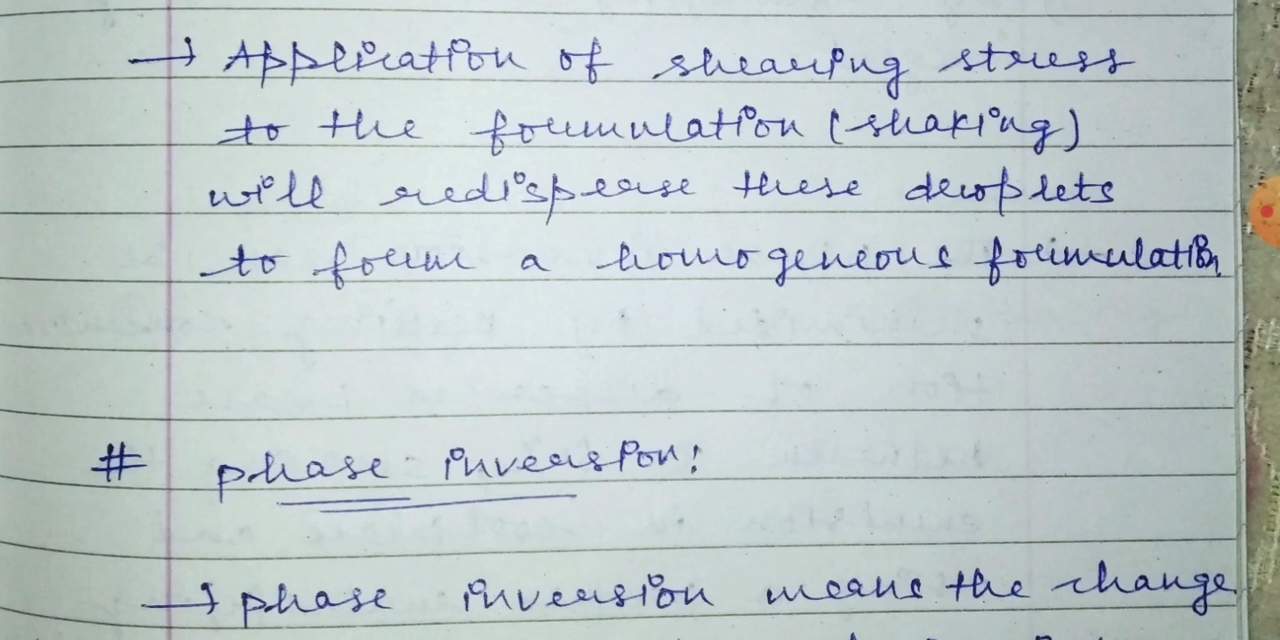 → Application of shearing stress
to the formulation (shaking)
will redisperse these droplets
to form a homogeneous formulation
# phase - inversion:
→ phase inversion means the change